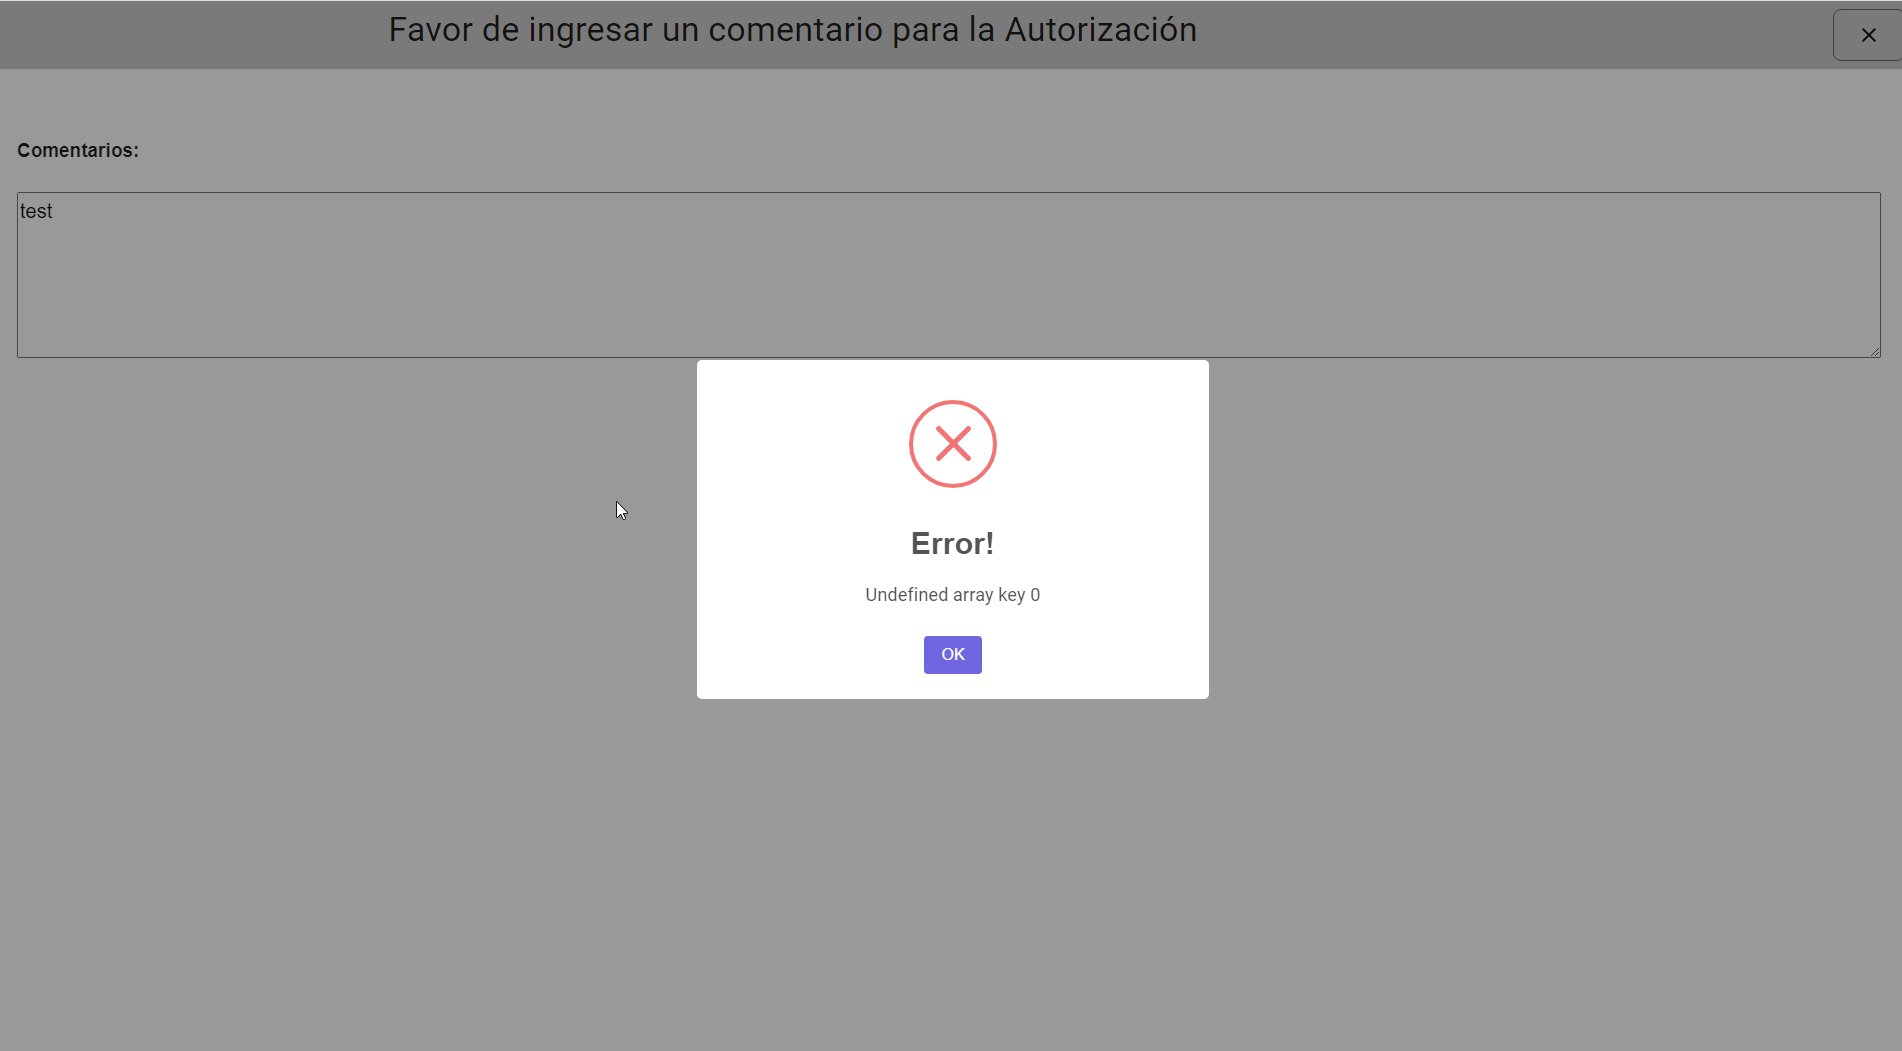 Favor de ingresar un comentario para la Autorización
Comentarios:
test
Error!
Undefined array key 0
OK